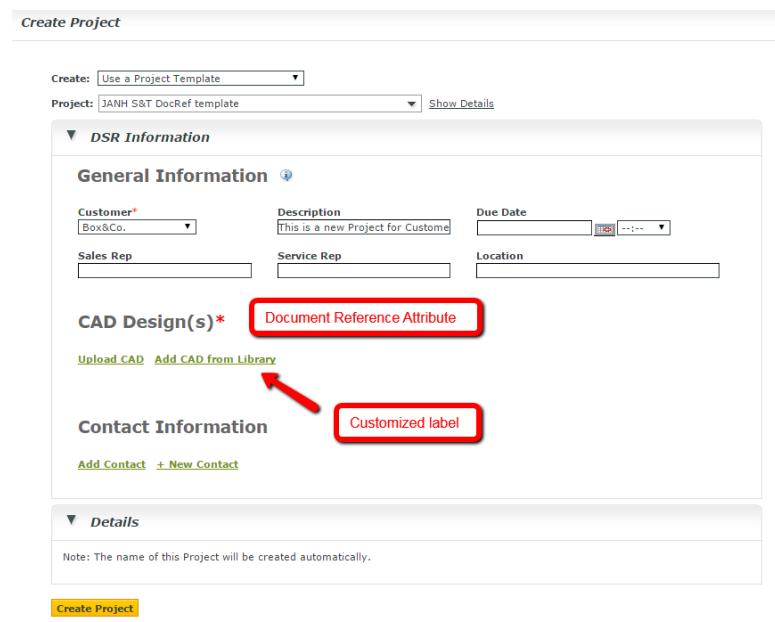 Create Project
Create: Use a Project Template
Project: JANH S&T DocRef template Show Details
DSR Information
General Information
Customer* Description Due Date
Box&Co. This is a new Project for Custome --:--
Sales Rep Service Rep Location
CAD Design(s)* Document Reference Attribute
Upload CAD Add CAD from Library
Customized label
Contact Information
Add Contact + New Contact
Details
Note: The name of this Project will be created automatically.
Create Project